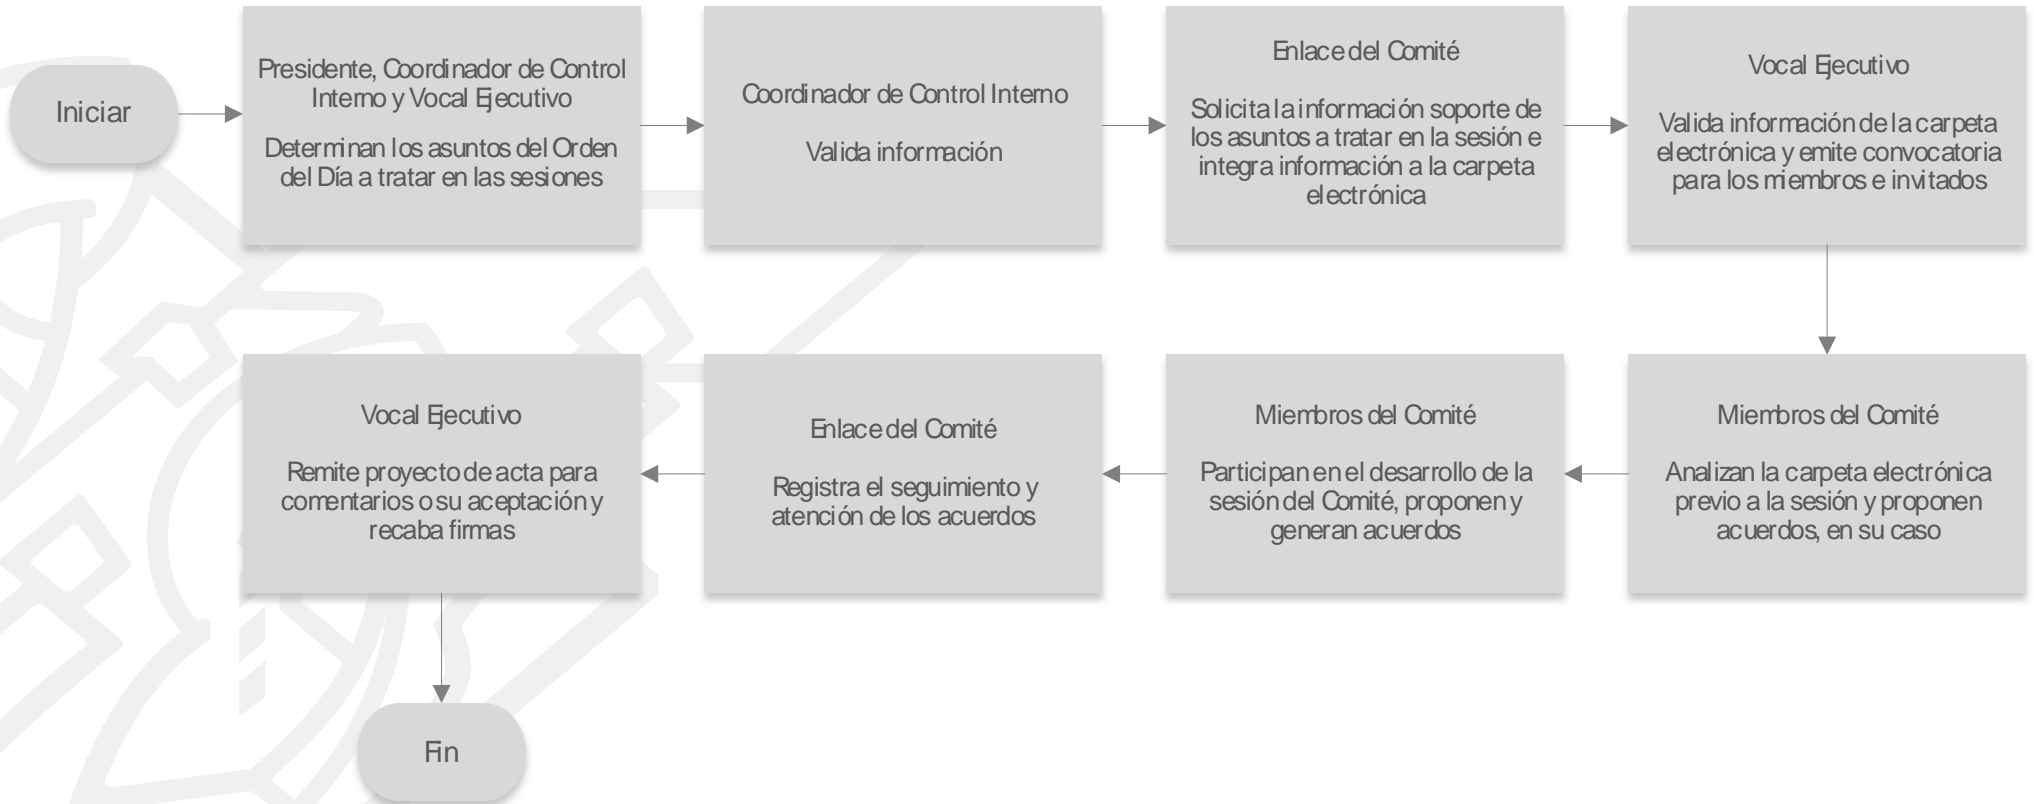 Iniciar
Presidente, Coordinador de Control
Interno y Vocal Ejecutivo
Determinan los asuntos del Orden
del Día a tratar en las sesiones
Coordinador de Control Interno
Valida información
Enlace del Comité
Solicita la información soporte de
los asuntos a tratar en la sesión e
integra información a la carpeta
electrónica
Vocal Ejecutivo
Valida información de la carpeta
electrónica y emite convocatoria
para los miembros e invitados
Miembros del Comité
Analizan la carpeta electrónica
previo a la sesión y proponen
acuerdos, en su caso
Miembros del Comité
Participan en el desarrollo de la
sesión del Comité, proponen y
generan acuerdos
Enlace del Comité
Registra el seguimiento y
atención de los acuerdos
Vocal Ejecutivo
Remite proyecto de acta para
comentarios o su aceptación y
recaba firmas
Fin